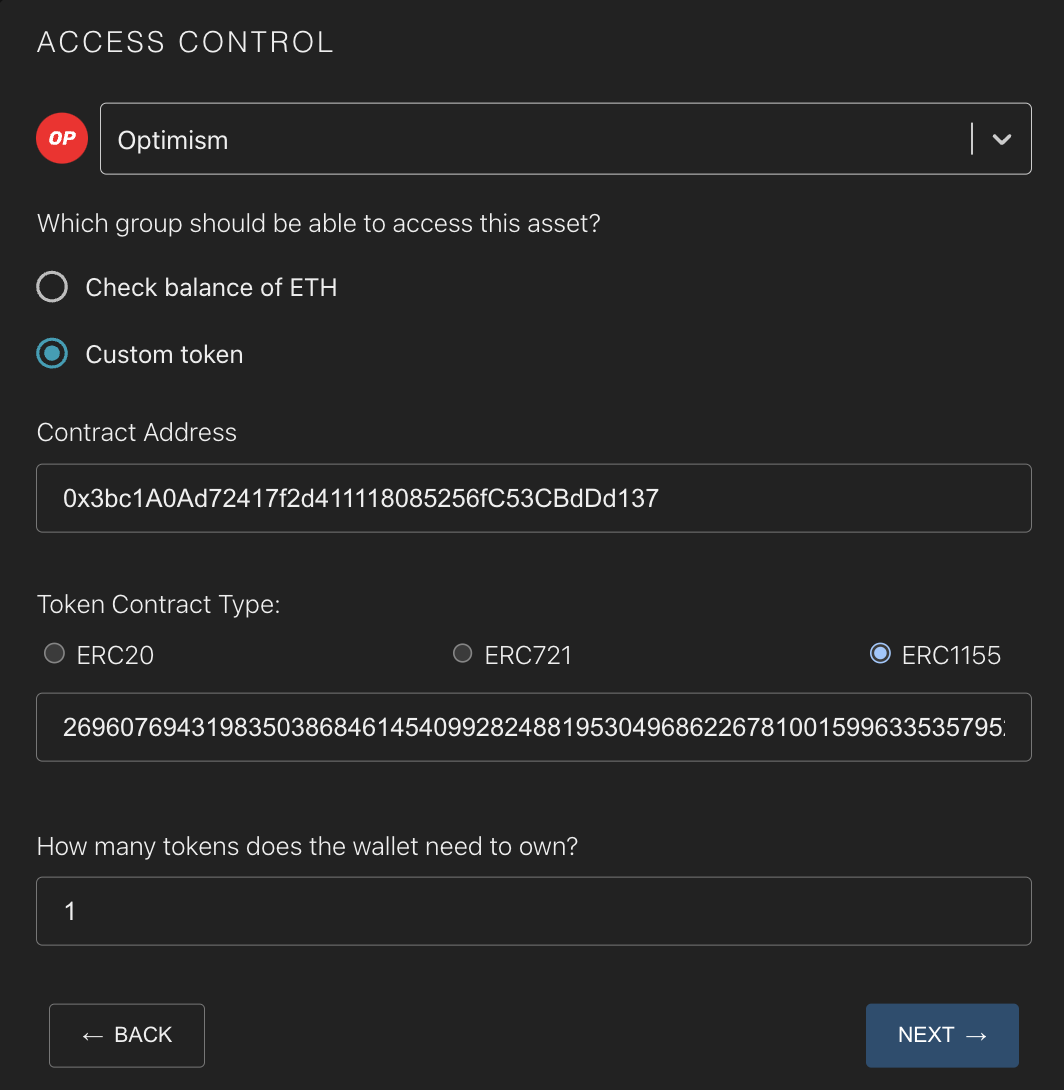 ACCESS CONTROL
OP Optimism
Which group should be able to access this asset?
Check balance of ETH
Custom token
Contract Address
0x3bc1A0Ad72417f2d411118085256fC53CBdDd137
Token Contract Type:
ERC20 ERC721 ERC1155
2696076943198350386846145409928248819530496862267810015996335357952
How many tokens does the wallet need to own?
1
← BACK NEXT →